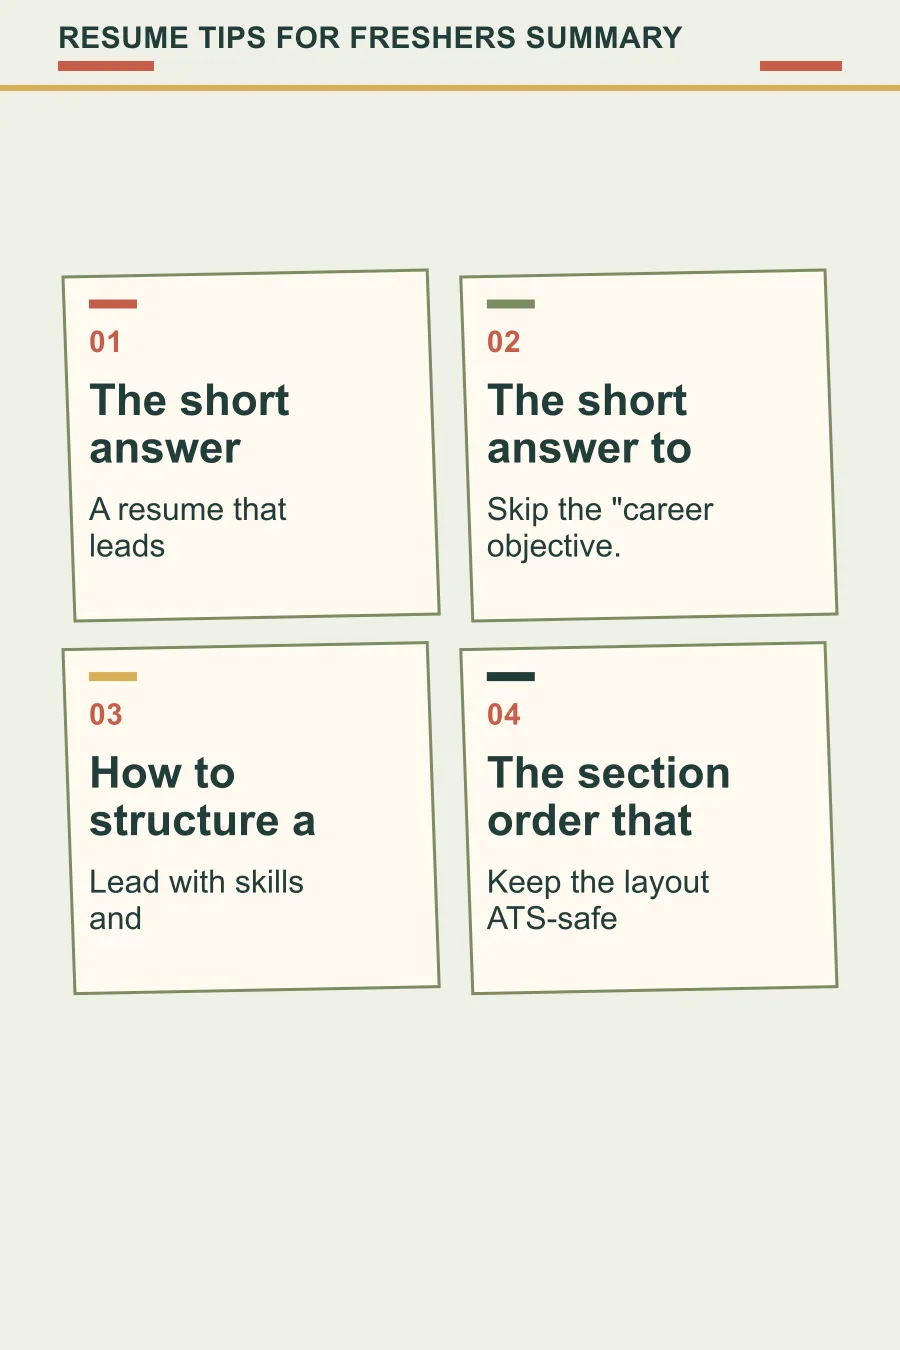 RESUME TIPS FOR FRESHERS SUMMARY
01
The short
answer
A resume that
leads
02
The short
answer to
Skip the "career
objective.
03
How to
structure a
Lead with skills
and
04
The section
order that
Keep the layout
ATS-safe